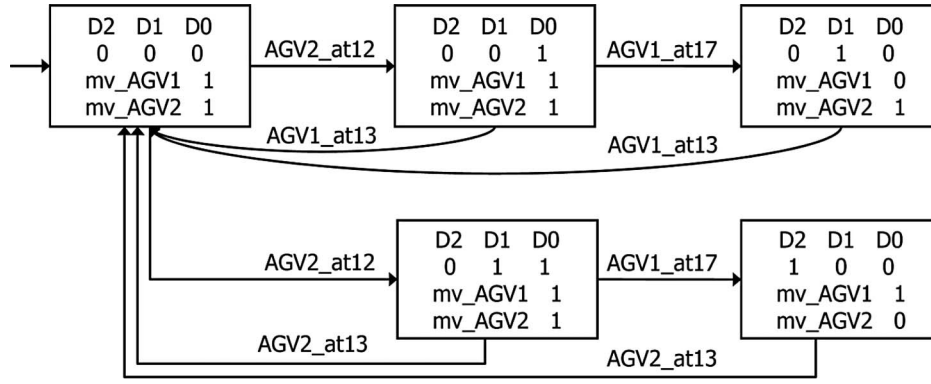 D2 D1 D0
0 0 0
mv_AGV1 1
mv_AGV2 1
AGV2_at12
D2 D1 D0
0 0 1
mv_AGV1 1
mv_AGV2 1
AGV1_at17
D2 D1 D0
0 1 0
mv_AGV1 0
mv_AGV2 1
AGV1_at13
AGV1_at13
AGV2_at12
D2 D1 D0
0 1 1
mv_AGV1 1
mv_AGV2 1
AGV1_at17
D2 D1 D0
1 0 0
mv_AGV1 1
mv_AGV2 0
AGV2_at13
AGV2_at13